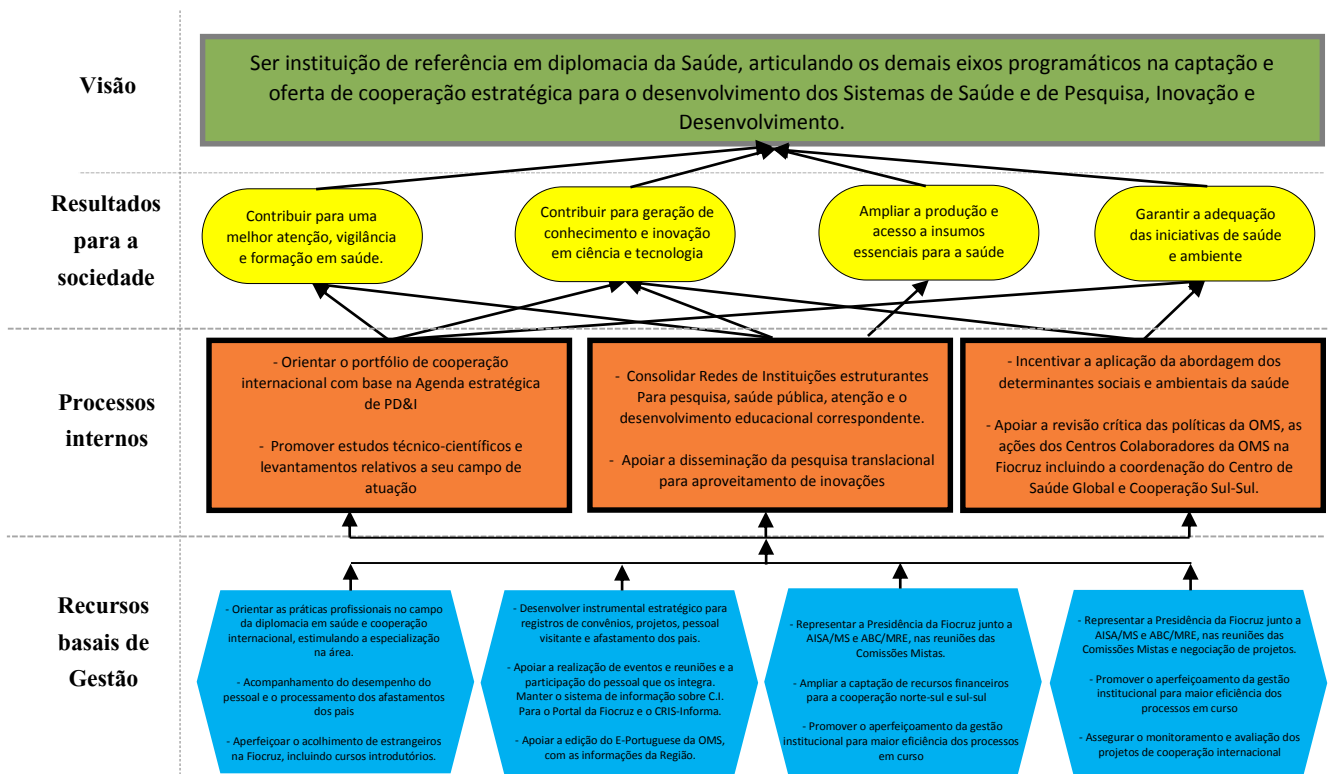 Visão
Ser instituição de referência em diplomacia da Saúde, articulando os demais eixos programáticos na captação e
oferta de cooperação estratégica para o desenvolvimento dos Sistemas de Saúde e de Pesquisa, Inovação e
Desenvolvimento.
Resultados
para a
sociedade
Contribuir para uma
melhor atenção, vigilância
e formação em saúde.
Contribuir para geração de
conhecimento e inovação
em ciência e tecnologia
Ampliar a produção e
acesso a insumos
essenciais para a saúde
Garantir a adequação
das iniciativas de saúde
e ambiente
Processos
internos
- Orientar o portfólio de cooperação
internacional com base na Agenda estratégica
de PD&I
- Promover estudos técnico-científicos e
levantamentos relativos a seu campo de
atuação
- Consolidar Redes de Instituições estruturantes
Para pesquisa, saúde pública, atenção e o
desenvolvimento educacional correspondente.
- Apoiar a disseminação da pesquisa translacional
para aproveitamento de inovações
- Incentivar a aplicação da abordagem dos
determinantes sociais e ambientais da saúde
- Apoiar a revisão crítica das políticas da OMS, as
ações dos Centros Colaboradores da OMS na
Fiocruz incluindo a coordenação do Centro de
Saúde Global e Cooperação Sul-Sul.
Recursos
basais de
Gestão
- Orientar as práticas profissionais no campo
da diplomacia em saúde e cooperação
internacional, estimulando a especialização
na área.
- Acompanhamento do desempenho do
pessoal e o processamento dos afastamentos
dos pais
- Aperfeiçoar o acolhimento de estrangeiros
na Fiocruz, incluindo cursos introdutórios.
- Desenvolver instrumental estratégico para
registros de convênios, projetos, pessoal
visitante e afastamento dos pais.
- Apoiar a realização de eventos e reuniões e a
participação do pessoal que os integra.
Manter o sistema de informação sobre C.I.
Para o Portal da Fiocruz e o CRIS-Informa.
- Apoiar a edição do E-Portuguese da OMS,
com as informações da Região.
- Representar a Presidência da Fiocruz junto a
AISA/MS e ABC/MRE, nas reuniões das
Comissões Mistas.
- Ampliar a captação de recursos financeiros
para a cooperação norte-sul e sul-sul
- Promover o aperfeiçoamento da gestão
institucional para maior eficiência dos processos
em curso
- Representar a Presidência da Fiocruz junto a
AISA/MS e ABC/MRE, nas reuniões das
Comissões Mistas e negociação de projetos.
- Promover o aperfeiçoamento da gestão
institucional para maior eficiência dos
processos em curso
- Assegurar o monitoramento e avaliação dos
projetos de cooperação internacional